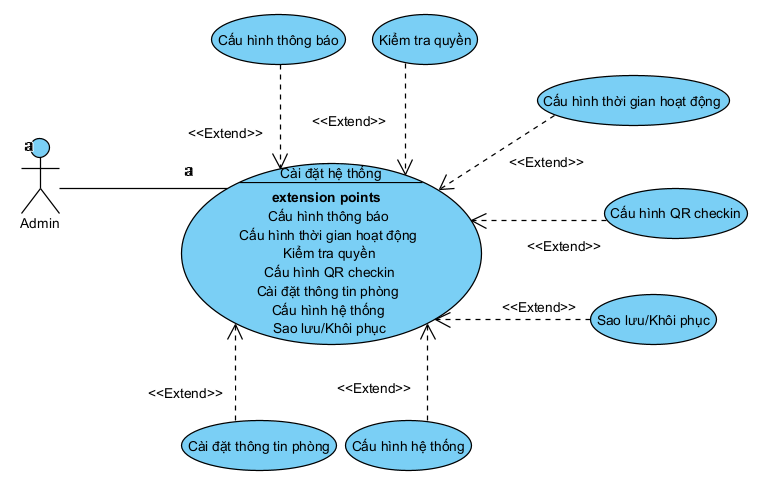 Cấu hình thông báo
Kiểm tra quyền
Cấu hình thời gian hoạt động
<<Extend>>
<<Extend>>
<<Extend>>
a
a
Admin
Cài đặt hệ thống
extension points
Cấu hình thông báo
Cấu hình thời gian hoạt động
Kiểm tra quyền
Cấu hình QR checkin
Cài đặt thông tin phòng
Cấu hình hệ thống
Sao lưu/Khôi phục
Cấu hình QR checkin
<<Extend>>
<<Extend>>
Sao lưu/Khôi phục
<<Extend>>
<<Extend>>
Cài đặt thông tin phòng
Cấu hình hệ thống